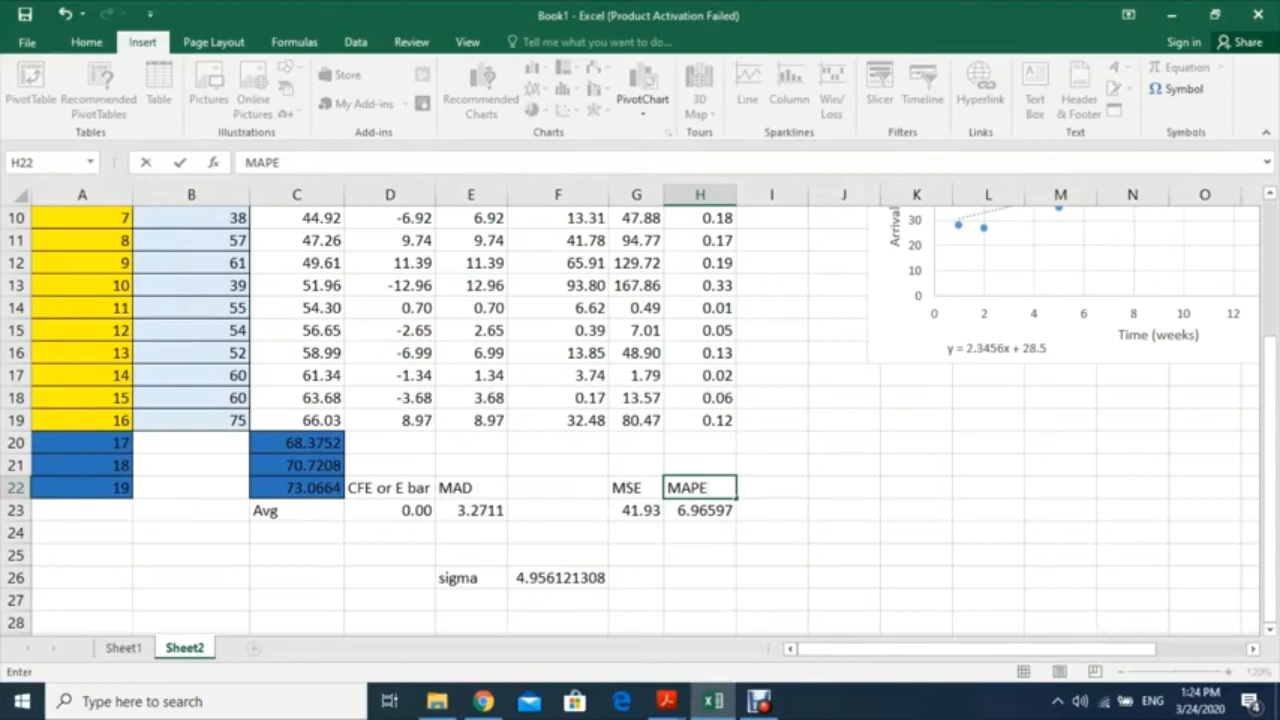 Book1 - Excel (Product Activation Failed)
File Home Insert Page Layout Formulas Data Review View Tell me what you want to do... Sign in Share
PivotTable Recommended PivotTables Table Pictures Online Pictures Store My Add-ins Recommended Charts PivotChart 3D Map Line Column Win/Loss Slicer Timeline Hyperlink Text Box Header & Footer Equation Symbol
Tables Illustrations Add-ins Charts Tours Sparklines Filters Links Text Symbols
H22 fx MAPE
A B C D E F G H I J K L M N O
10 7 38 44.92 -6.92 6.92 13.31 47.88 0.18
11 8 57 47.26 9.74 9.74 41.78 94.77 0.17
12 9 61 49.61 11.39 11.39 65.91 129.72 0.19
13 10 39 51.96 -12.96 12.96 93.80 167.86 0.33
14 11 55 54.30 0.70 0.70 6.62 0.49 0.01
15 12 54 56.65 -2.65 2.65 0.39 7.01 0.05
16 13 52 58.99 -6.99 6.99 13.85 48.90 0.13
17 14 60 61.34 -1.34 1.34 3.74 1.79 0.02
18 15 60 63.68 -3.68 3.68 0.17 13.57 0.06
19 16 75 66.03 8.97 8.97 32.48 80.47 0.12
20 17 68.3752
21 18 70.7208
22 19 73.0664 CFE or E bar MAD MSE MAPE
23 Avg 0.00 3.2711 41.93 6.96597
24
25
26 sigma 4.956121308
27
28
Arrival
30
20
10
0
0 2 4 6 8 10 12
Time (weeks)
y = 2.3456x + 28.5
Sheet1 Sheet2
Enter 120%
Type here to search
ENG
1:24 PM
3/24/2020
4